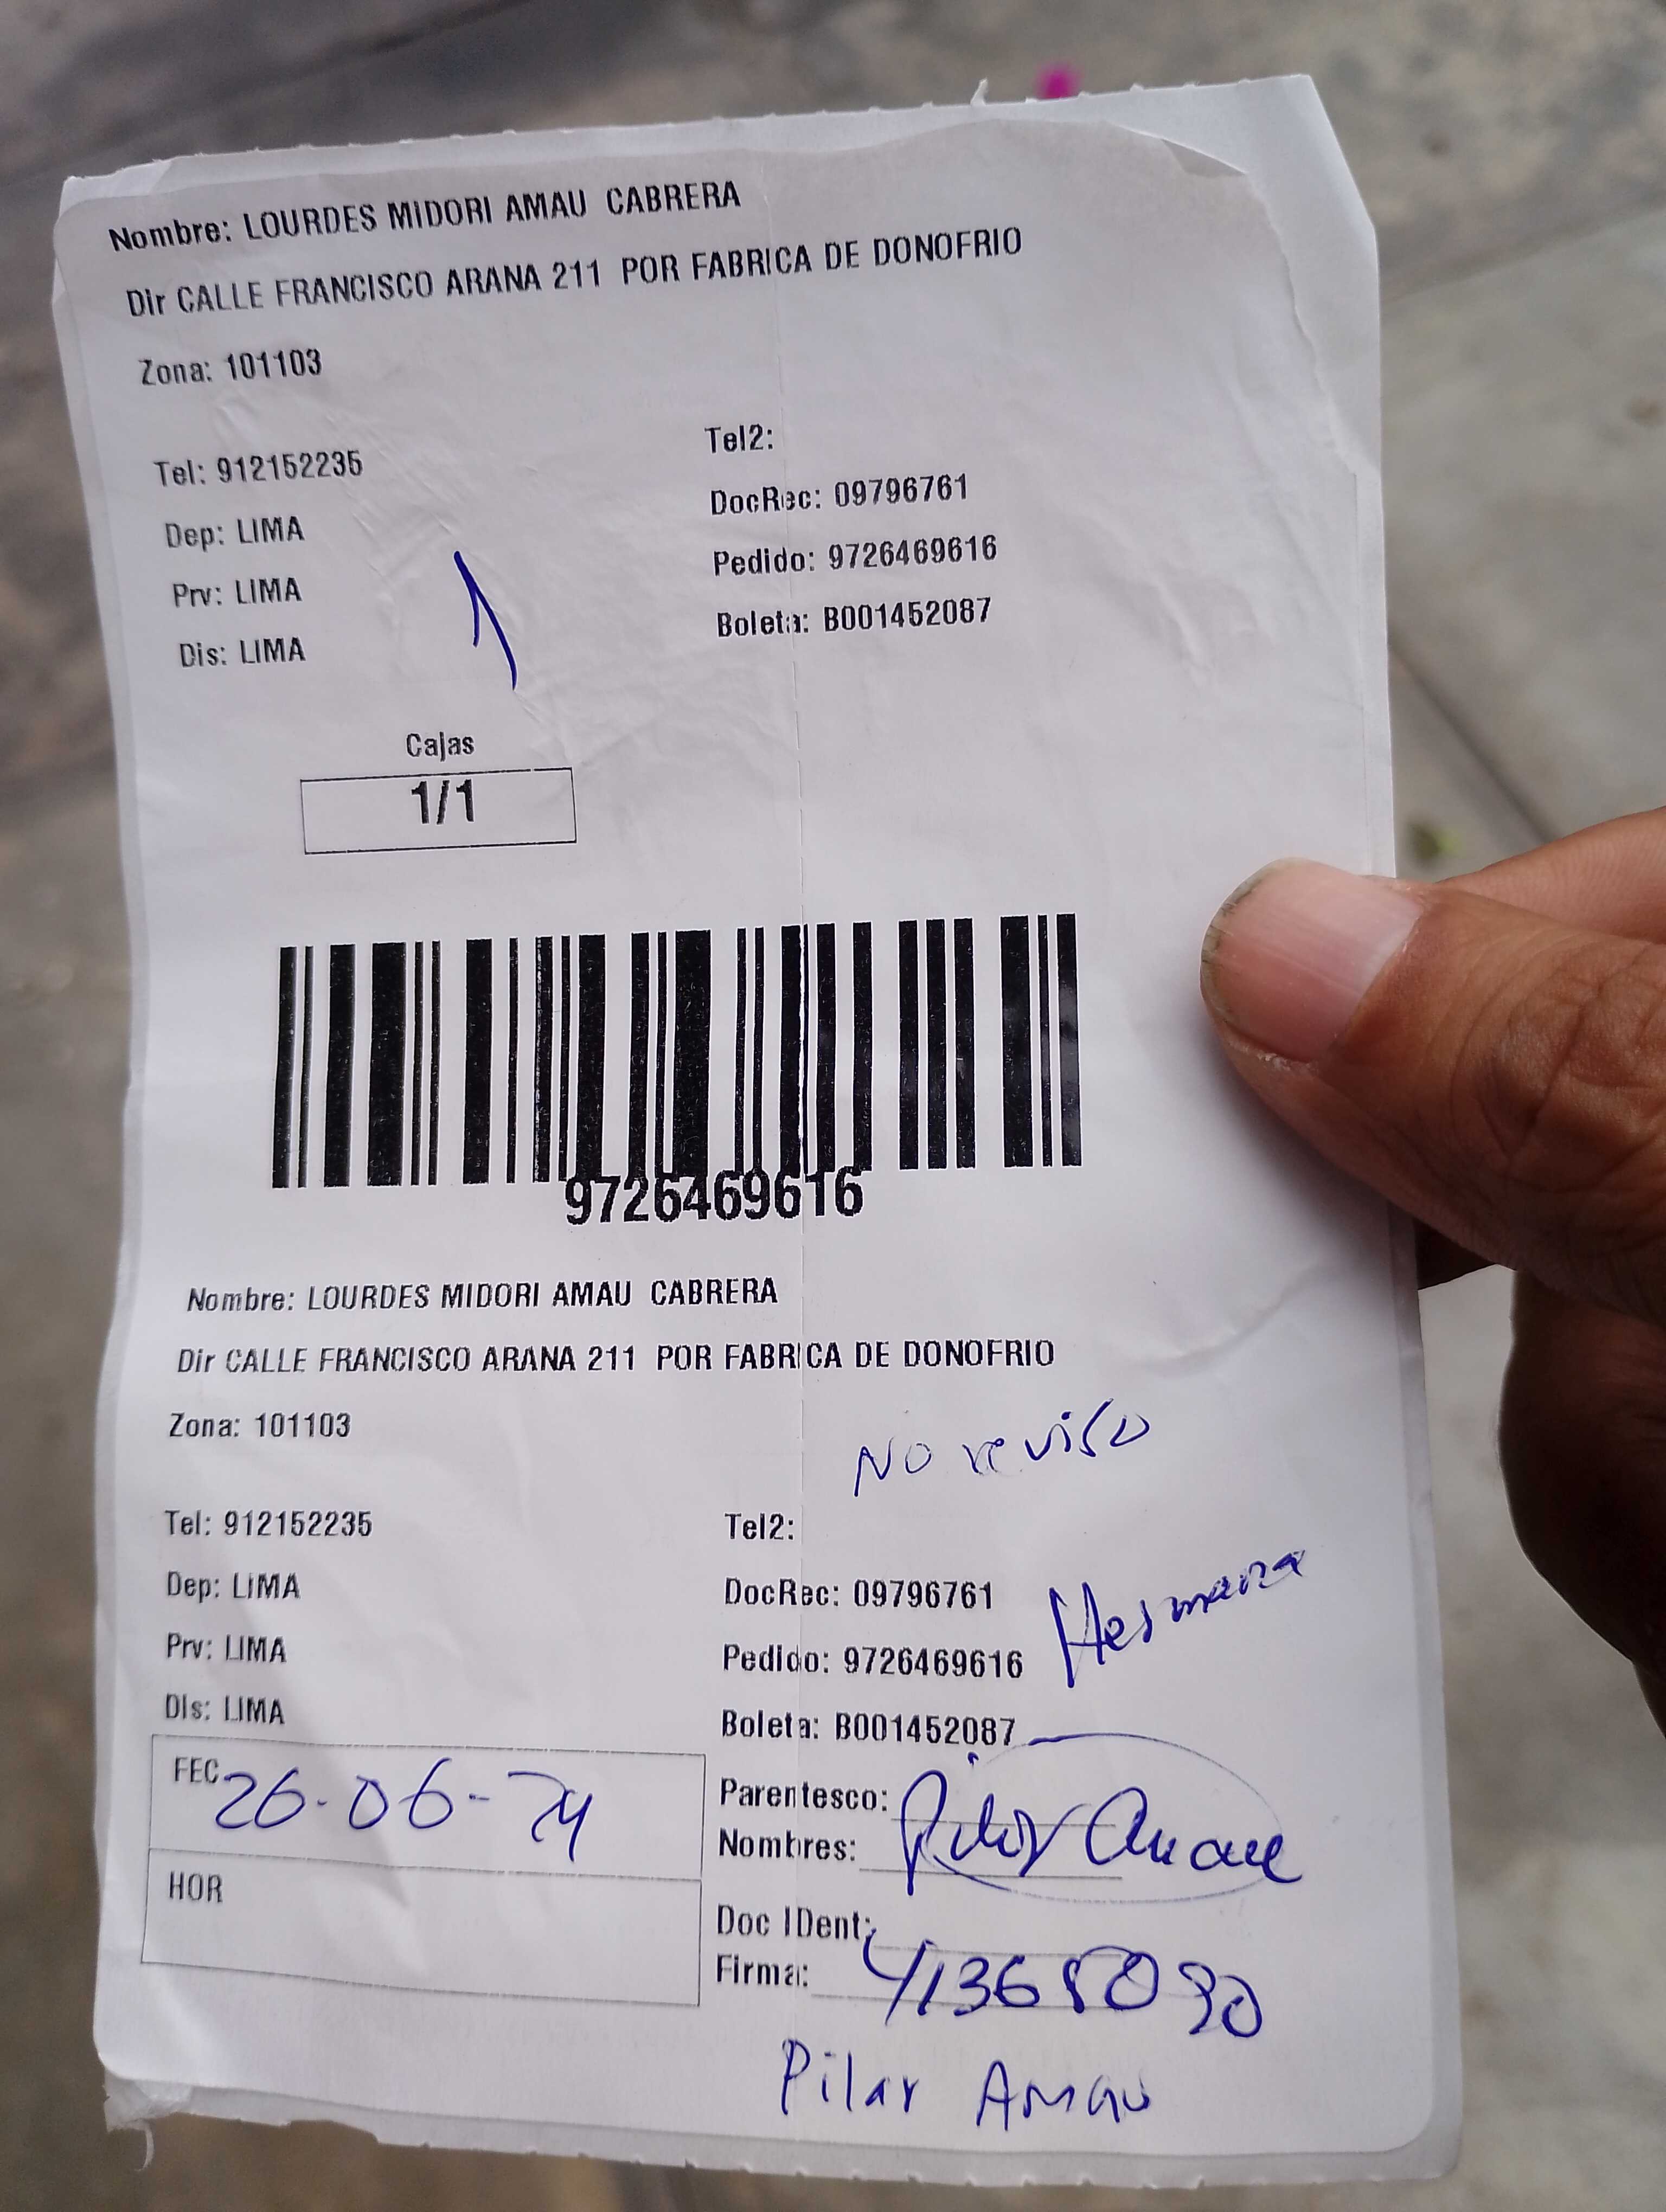 Nombre: LOURDES MIDORI AMAU CABRERA
Dir CALLE FRANCISCO ARANA 211 POR FABRICA DE DONOFRIO
Zona: 101103
Tel: 912152235
Tel2:
Dep: LIMA
DocRec: 09796761
Prv: LIMA
Pedido: 9726469616
Dis: LIMA
Boleta: B001452087
1
Cajas
1/1
9726469616
Nombre: LOURDES MIDORI AMAU CABRERA
Dir CALLE FRANCISCO ARANA 211 POR FABRICA DE DONOFRIO
Zona: 101103
No reviso
Tel: 912152235
Tel2:
Dep: LIMA
DocRec: 09796761
Hermana
Prv: LIMA
Pedido: 9726469616
Dis: LIMA
Boleta: B001452087
FEC 26-06-24
Parentesco:
Nombres: Pilar Amau
HOR
Doc IDent:
Firma: 41368090
Pilar Amau